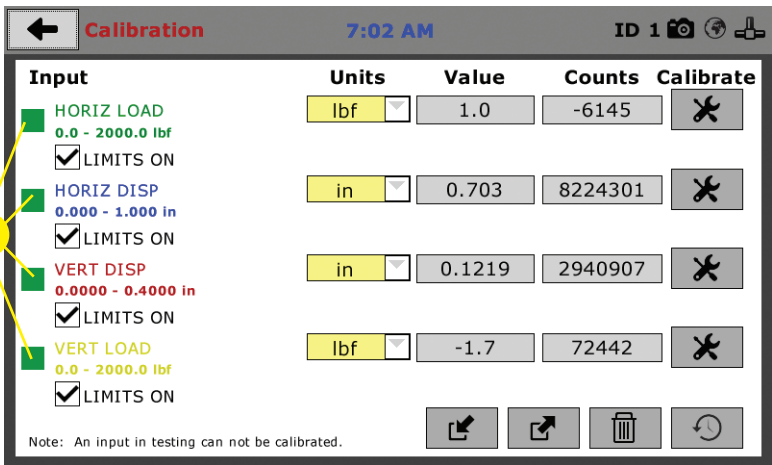 Calibration 7:02 AM ID 1
Input Units Value Counts Calibrate
HORIZ LOAD lbf 1.0 -6145
0.0 - 2000.0 lbf
LIMITS ON
HORIZ DISP in 0.703 8224301
0.000 - 1.000 in
LIMITS ON
VERT DISP in 0.1219 2940907
0.0000 - 0.4000 in
LIMITS ON
VERT LOAD lbf -1.7 72442
0.0 - 2000.0 lbf
LIMITS ON
Note: An input in testing can not be calibrated.